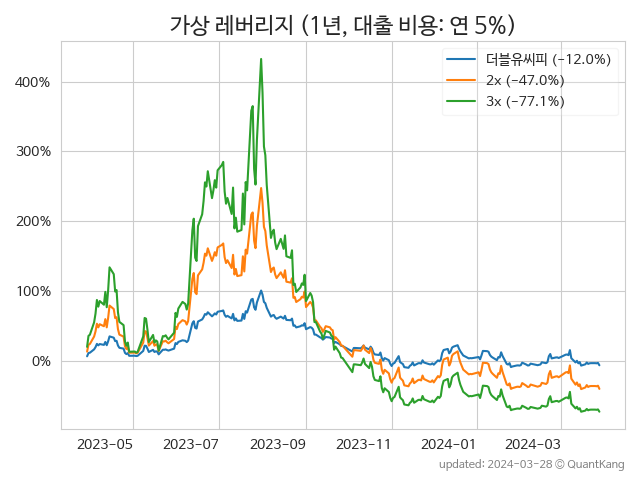 가상 레버리지 (1년, 대출 비용: 연 5%)
더블유씨피 (-12.0%)
2x (-47.0%)
3x (-77.1%)
400%
300%
200%
100%
0%
2023-05 2023-07 2023-09 2023-11 2024-01 2024-03
updated: 2024-03-28 © QuantKang